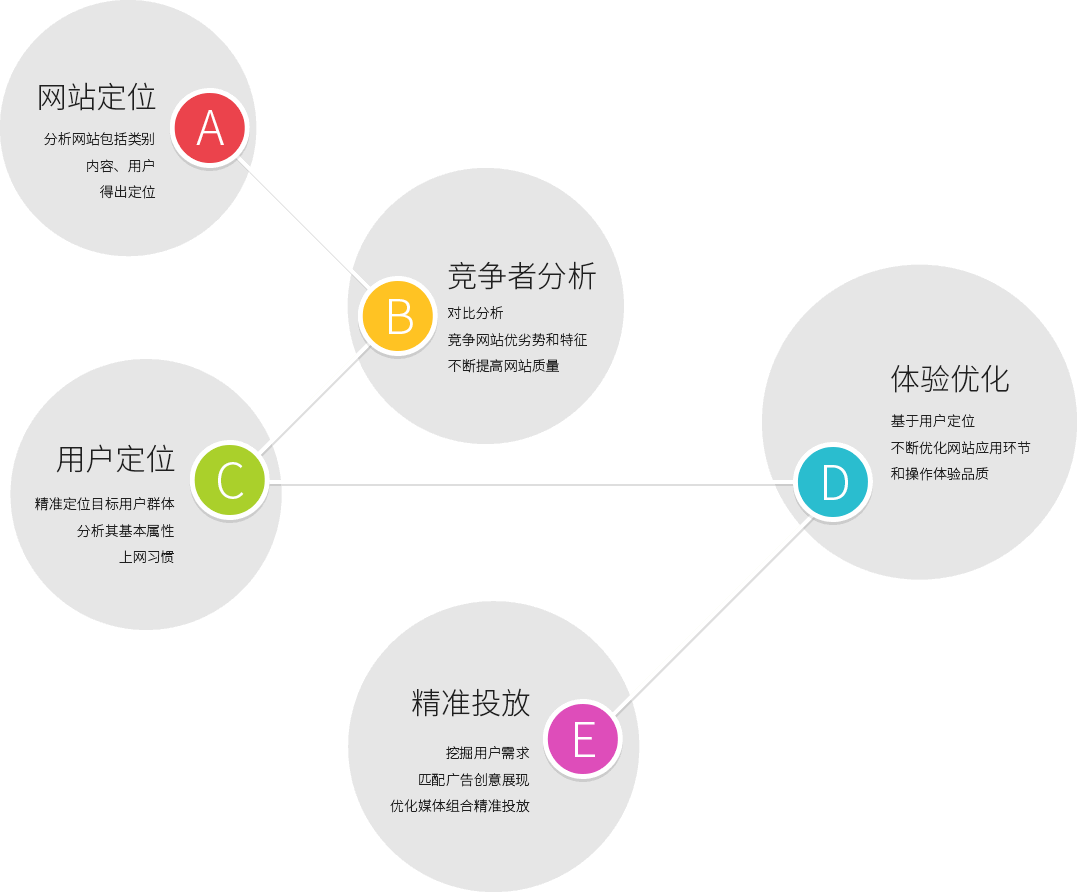 网站定位
A
分析网站包括类别
内容、用户
得出定位
竞争者分析
B
对比分析
竞争网站优劣势和特征
不断提高网站质量
用户定位
C
精准定位目标用户群体
分析其基本属性
上网习惯
体验优化
D
基于用户定位
不断优化网站应用环节
和操作体验品质
精准投放
E
挖掘用户需求
匹配广告创意展现
优化媒体组合精准投放